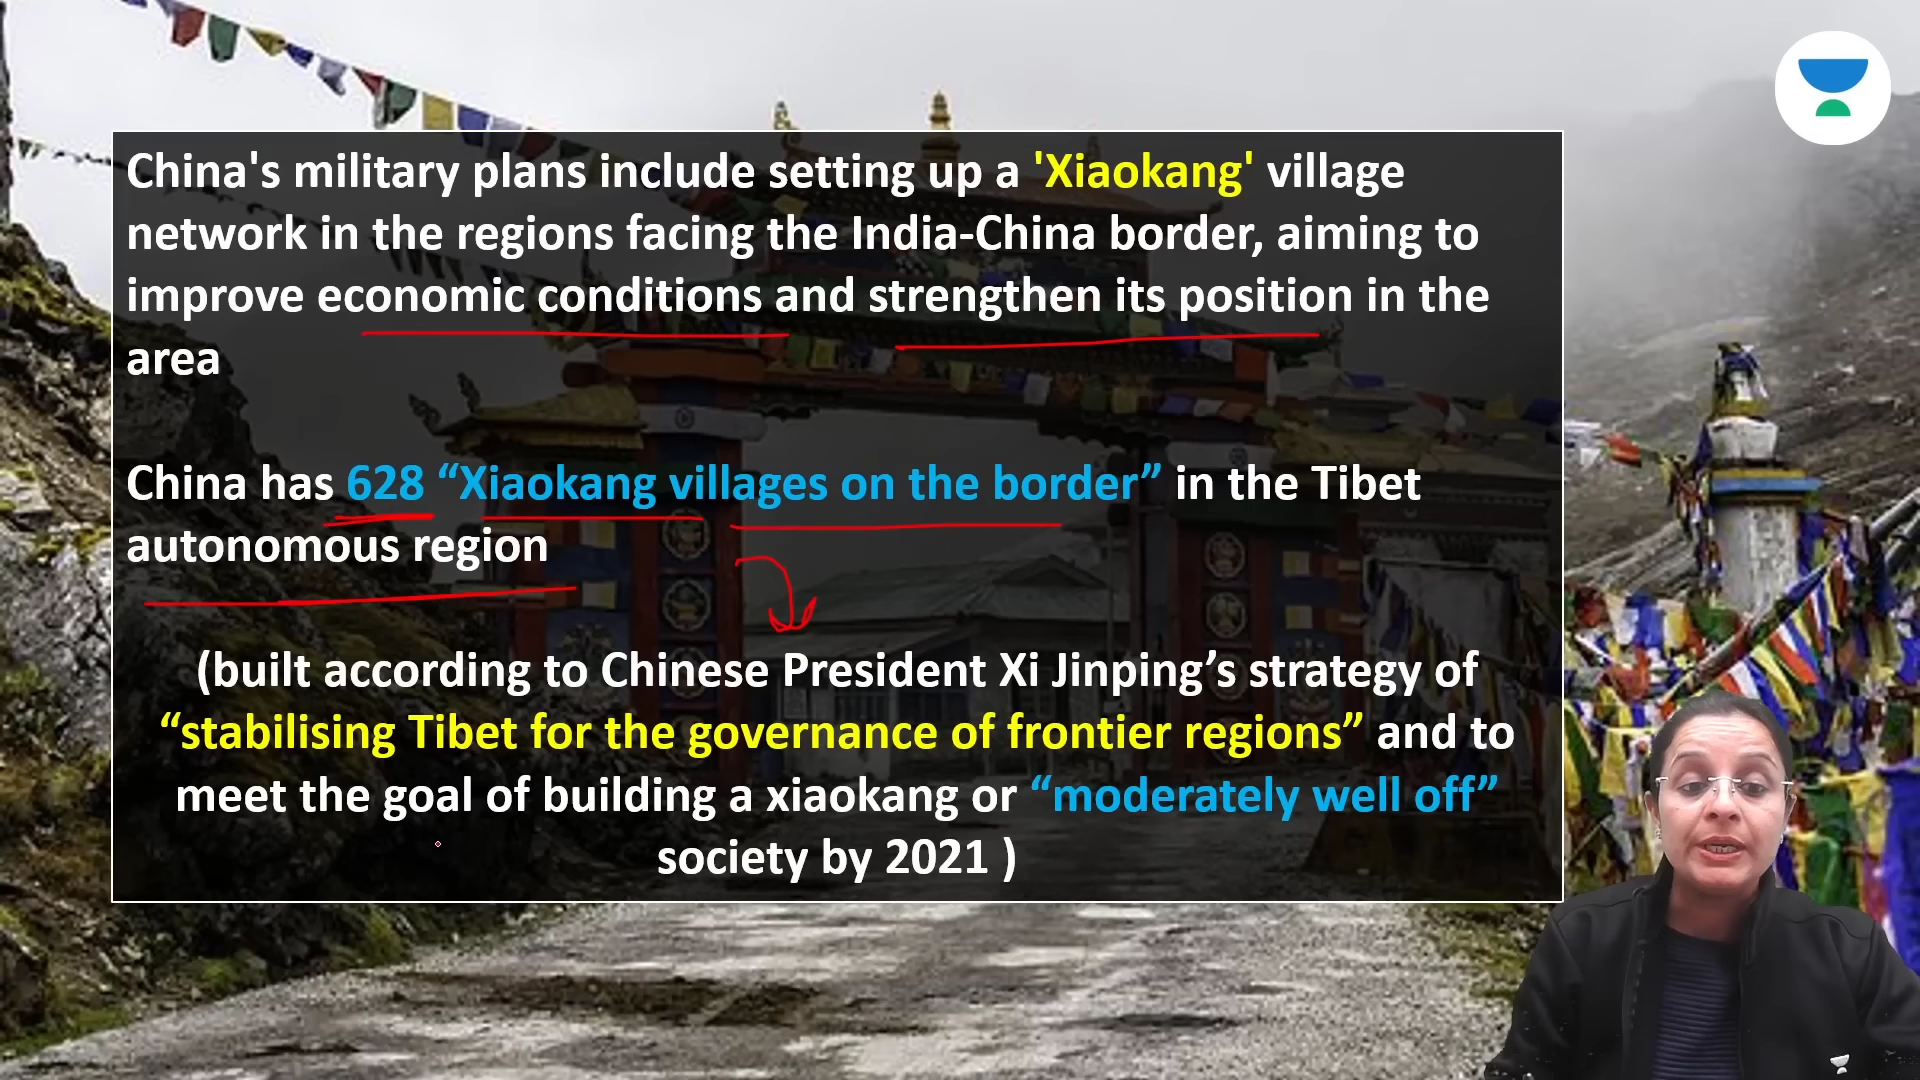 China's military plans include setting up a 'Xiaokang' village
network in the regions facing the India-China border, aiming to
improve economic conditions and strengthen its position in the
area
China has 628 “Xiaokang villages on the border” in the Tibet
autonomous region
(built according to Chinese President Xi Jinping’s strategy of
“stabilising Tibet for the governance of frontier regions” and to
meet the goal of building a xiaokang or “moderately well off”
society by 2021 )